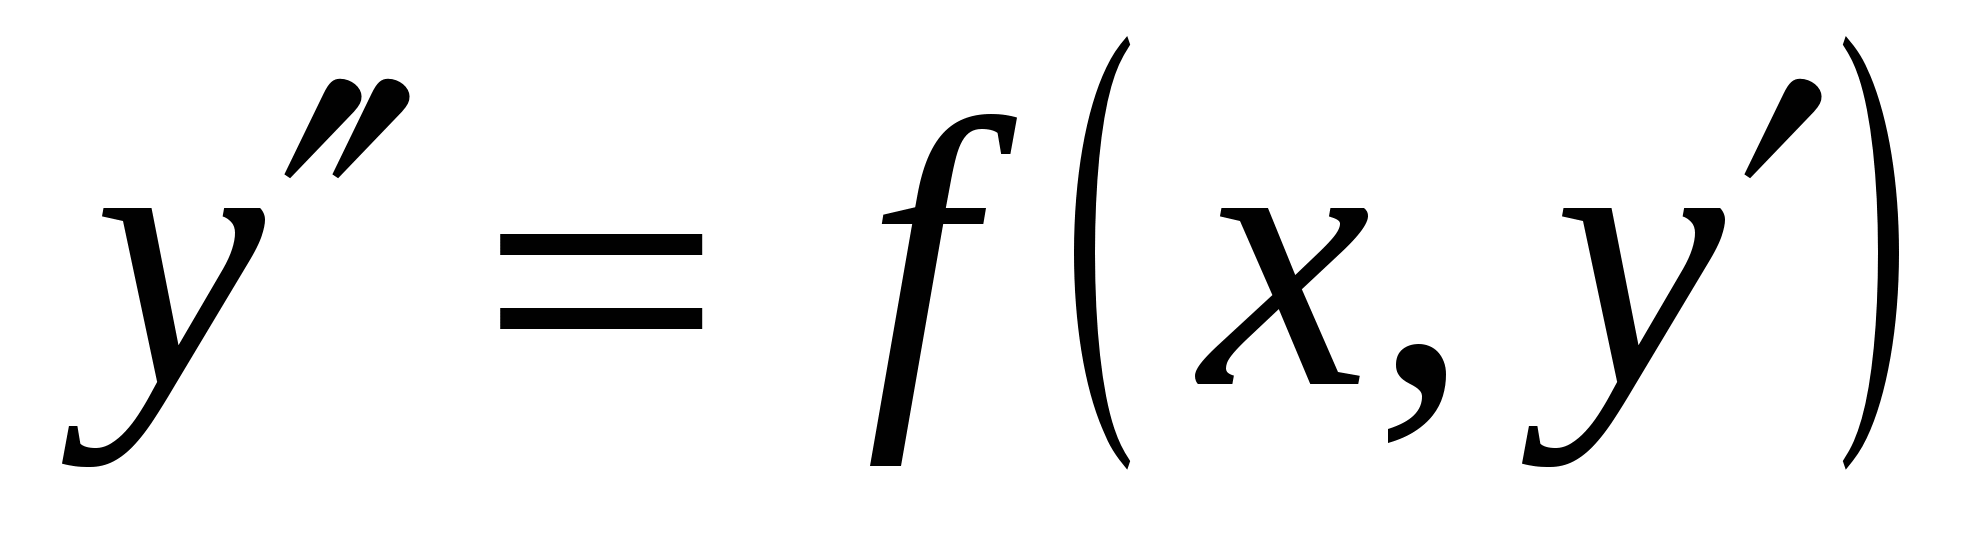 y″ = f(x, y′)